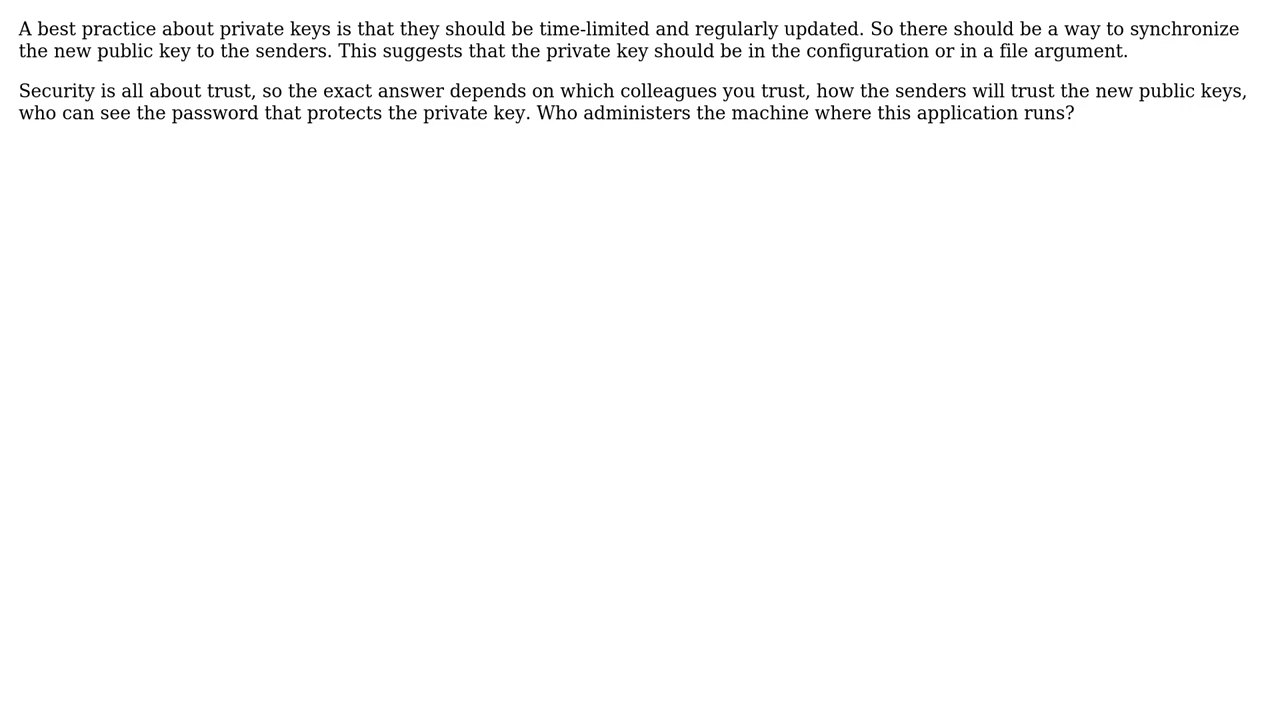 A best practice about private keys is that they should be time-limited and regularly updated. So there should be a way to synchronize
the new public key to the senders. This suggests that the private key should be in the configuration or in a file argument.
Security is all about trust, so the exact answer depends on which colleagues you trust, how the senders will trust the new public keys,
who can see the password that protects the private key. Who administers the machine where this application runs?